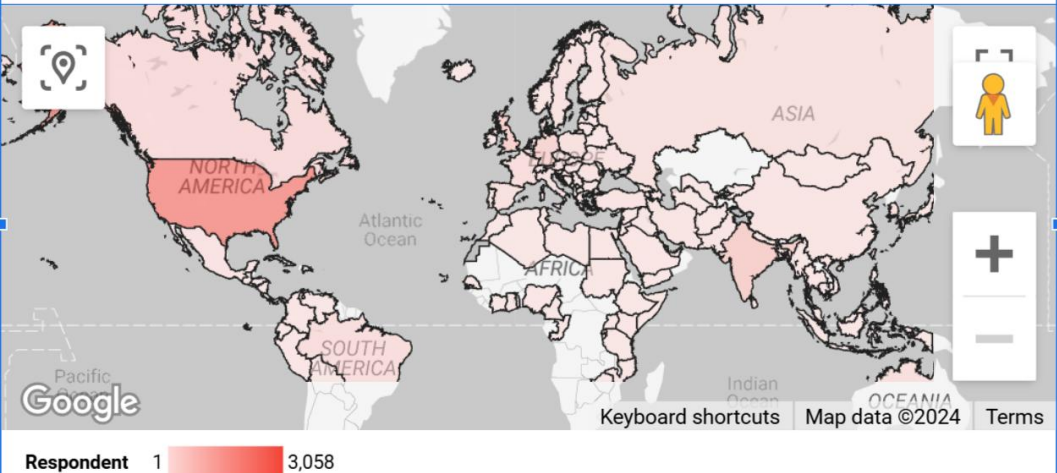 ASIA
NORTH
AMERICA
EUROPE
Atlantic
Ocean
AFRICA
SOUTH
AMERICA
Pacific
Indian
Ocean
OCEANIA
Google
Keyboard shortcuts
Map data ©2024
Terms
Respondent 1 3,058